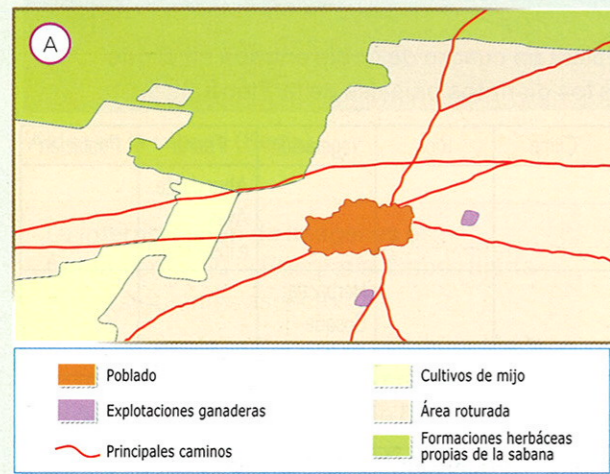 A
Poblado
Explotaciones ganaderas
Principales caminos
Cultivos de mijo
Área roturada
Formaciones herbáceas
propias de la sabana